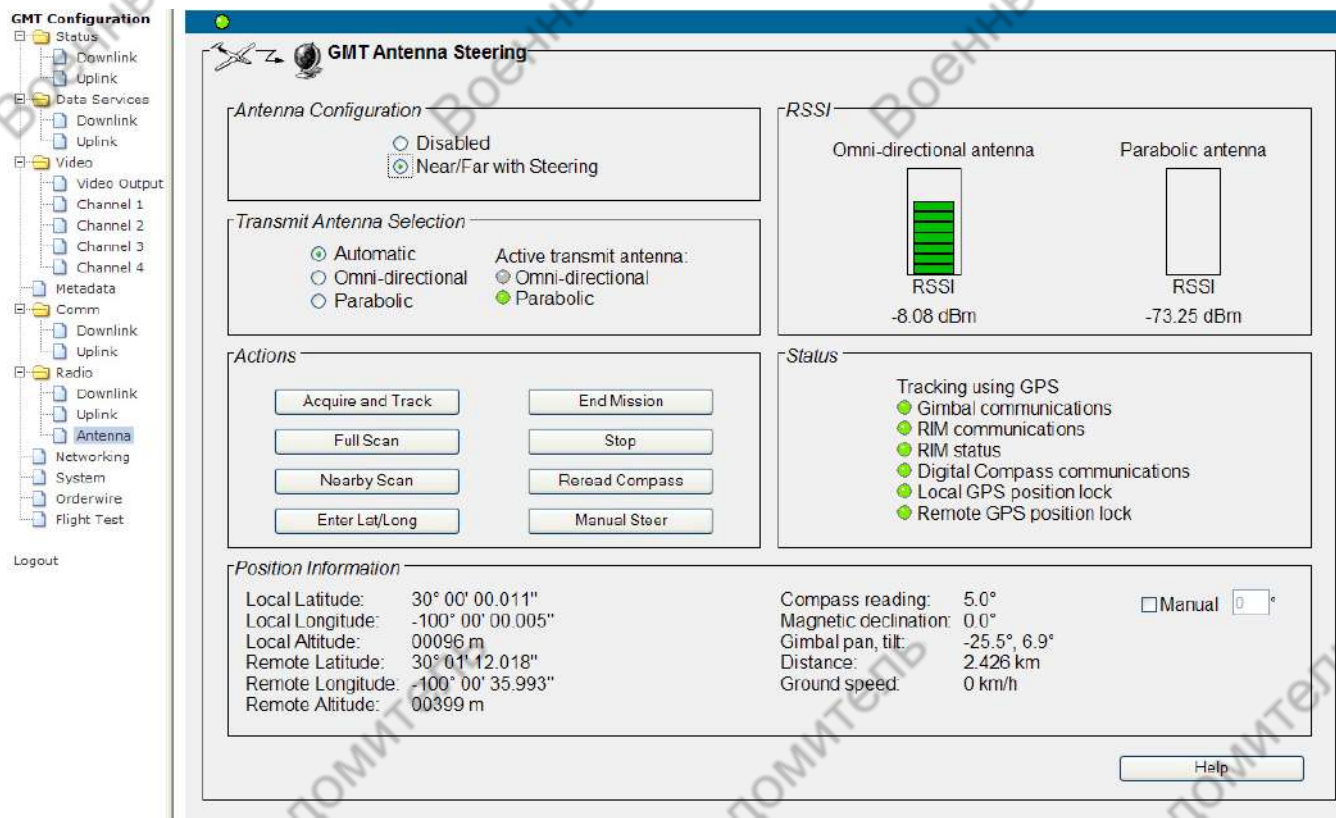 GMT Configuration
Status
Downlink
Uplink
Data Services
Downlink
Uplink
Video
Video Output
Channel 1
Channel 2
Channel 3
Channel 4
Metadata
Comm
Downlink
Uplink
Radio
Downlink
Uplink
Antenna
Networking
System
Orderwire
Flight Test
Logout
GMT Antenna Steering
Antenna Configuration
Disabled
Near/Far with Steering
RSSI
Omni-directional antenna Parabolic antenna
RSSI RSSI
-8.08 dBm -73.25 dBm
Transmit Antenna Selection
Automatic
Omni-directional
Parabolic
Active transmit antenna:
Omni-directional
Parabolic
Actions
Acquire and Track End Mission
Full Scan Stop
Nearby Scan Reread Compass
Enter Lat/Long Manual Steer
Status
Tracking using GPS
Gimbal communications
RIM communications
RIM status
Digital Compass communications
Local GPS position lock
Remote GPS position lock
Position Information
Local Latitude: 30° 00' 00.011"
Local Longitude: -100° 00' 00.005"
Local Altitude: 00096 m
Remote Latitude: 30° 01' 12.018"
Remote Longitude: -100° 00' 35.993"
Remote Altitude: 00399 m
Compass reading: 5.0°
Magnetic declination: 0.0°
Gimbal pan, tilt: -25.5°, 6.9°
Distance: 2.426 km
Ground speed: 0 km/h
Manual 0 °
Help